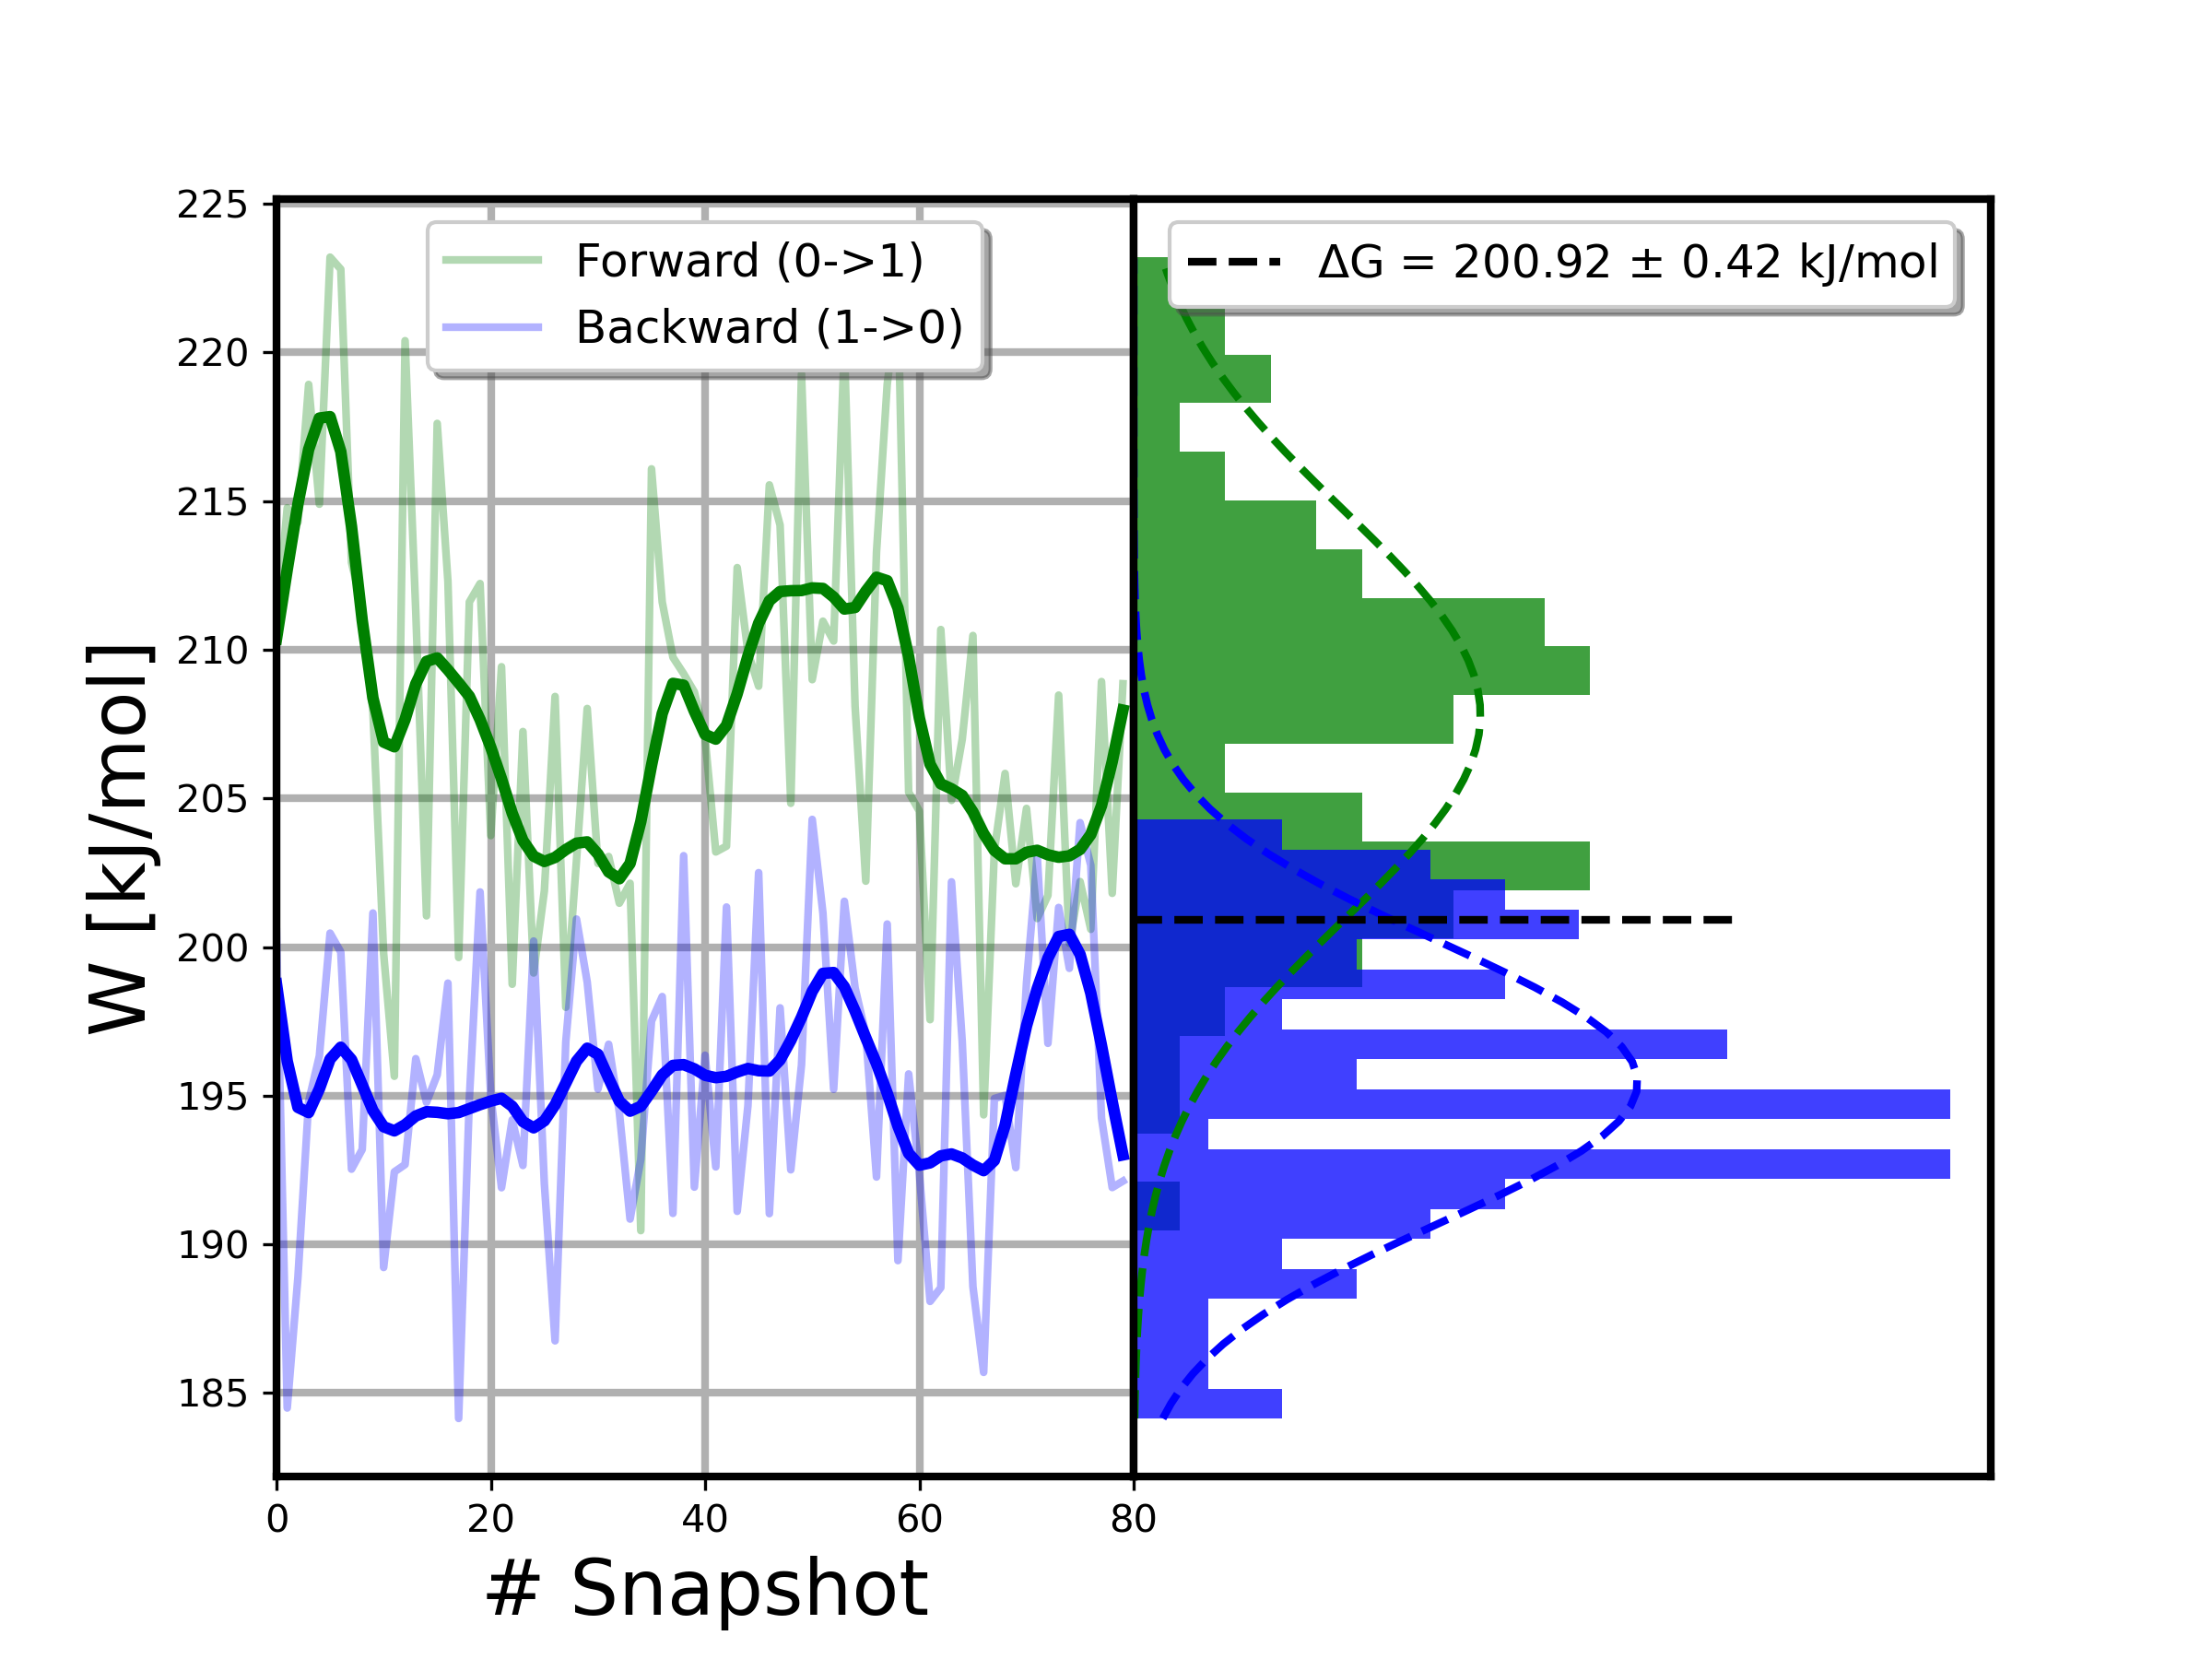 225
220
215
210
205
200
195
190
185
W [kJ/mol]
Forward (0->1)
Backward (1->0)
ΔG = 200.92 ± 0.42 kJ/mol
0 20 40 60 80
# Snapshot